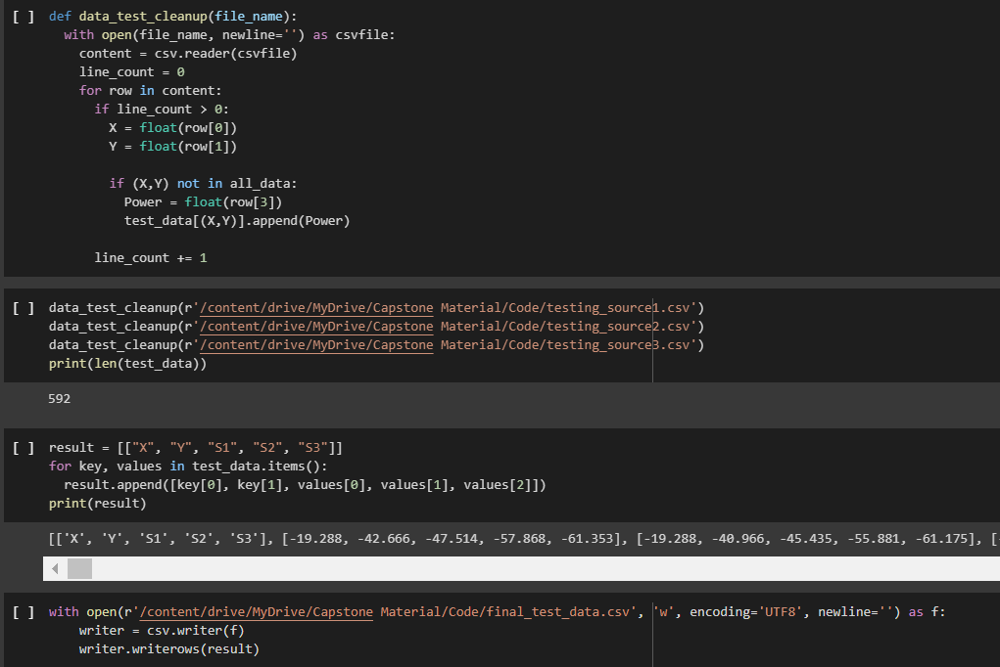 [ ] def data_test_cleanup(file_name):
with open(file_name, newline='') as csvfile:
content = csv.reader(csvfile)
line_count = 0
for row in content:
if line_count > 0:
X = float(row[0])
Y = float(row[1])
if (X,Y) not in all_data:
Power = float(row[3])
test_data[(X,Y)].append(Power)
line_count += 1
[ ] data_test_cleanup(r'/content/drive/MyDrive/Capstone Material/Code/testing_source1.csv')
data_test_cleanup(r'/content/drive/MyDrive/Capstone Material/Code/testing_source2.csv')
data_test_cleanup(r'/content/drive/MyDrive/Capstone Material/Code/testing_source3.csv')
print(len(test_data))
592
[ ] result = [["X", "Y", "S1", "S2", "S3"]]
for key, values in test_data.items():
result.append([key[0], key[1], values[0], values[1], values[2]])
print(result)
[['X', 'Y', 'S1', 'S2', 'S3'], [-19.288, -42.666, -47.514, -57.868, -61.353], [-19.288, -40.966, -45.435, -55.881, -61.175], [-
[ ] with open(r'/content/drive/MyDrive/Capstone Material/Code/final_test_data.csv', 'w', encoding='UTF8', newline='') as f:
writer = csv.writer(f)
writer.writerows(result)